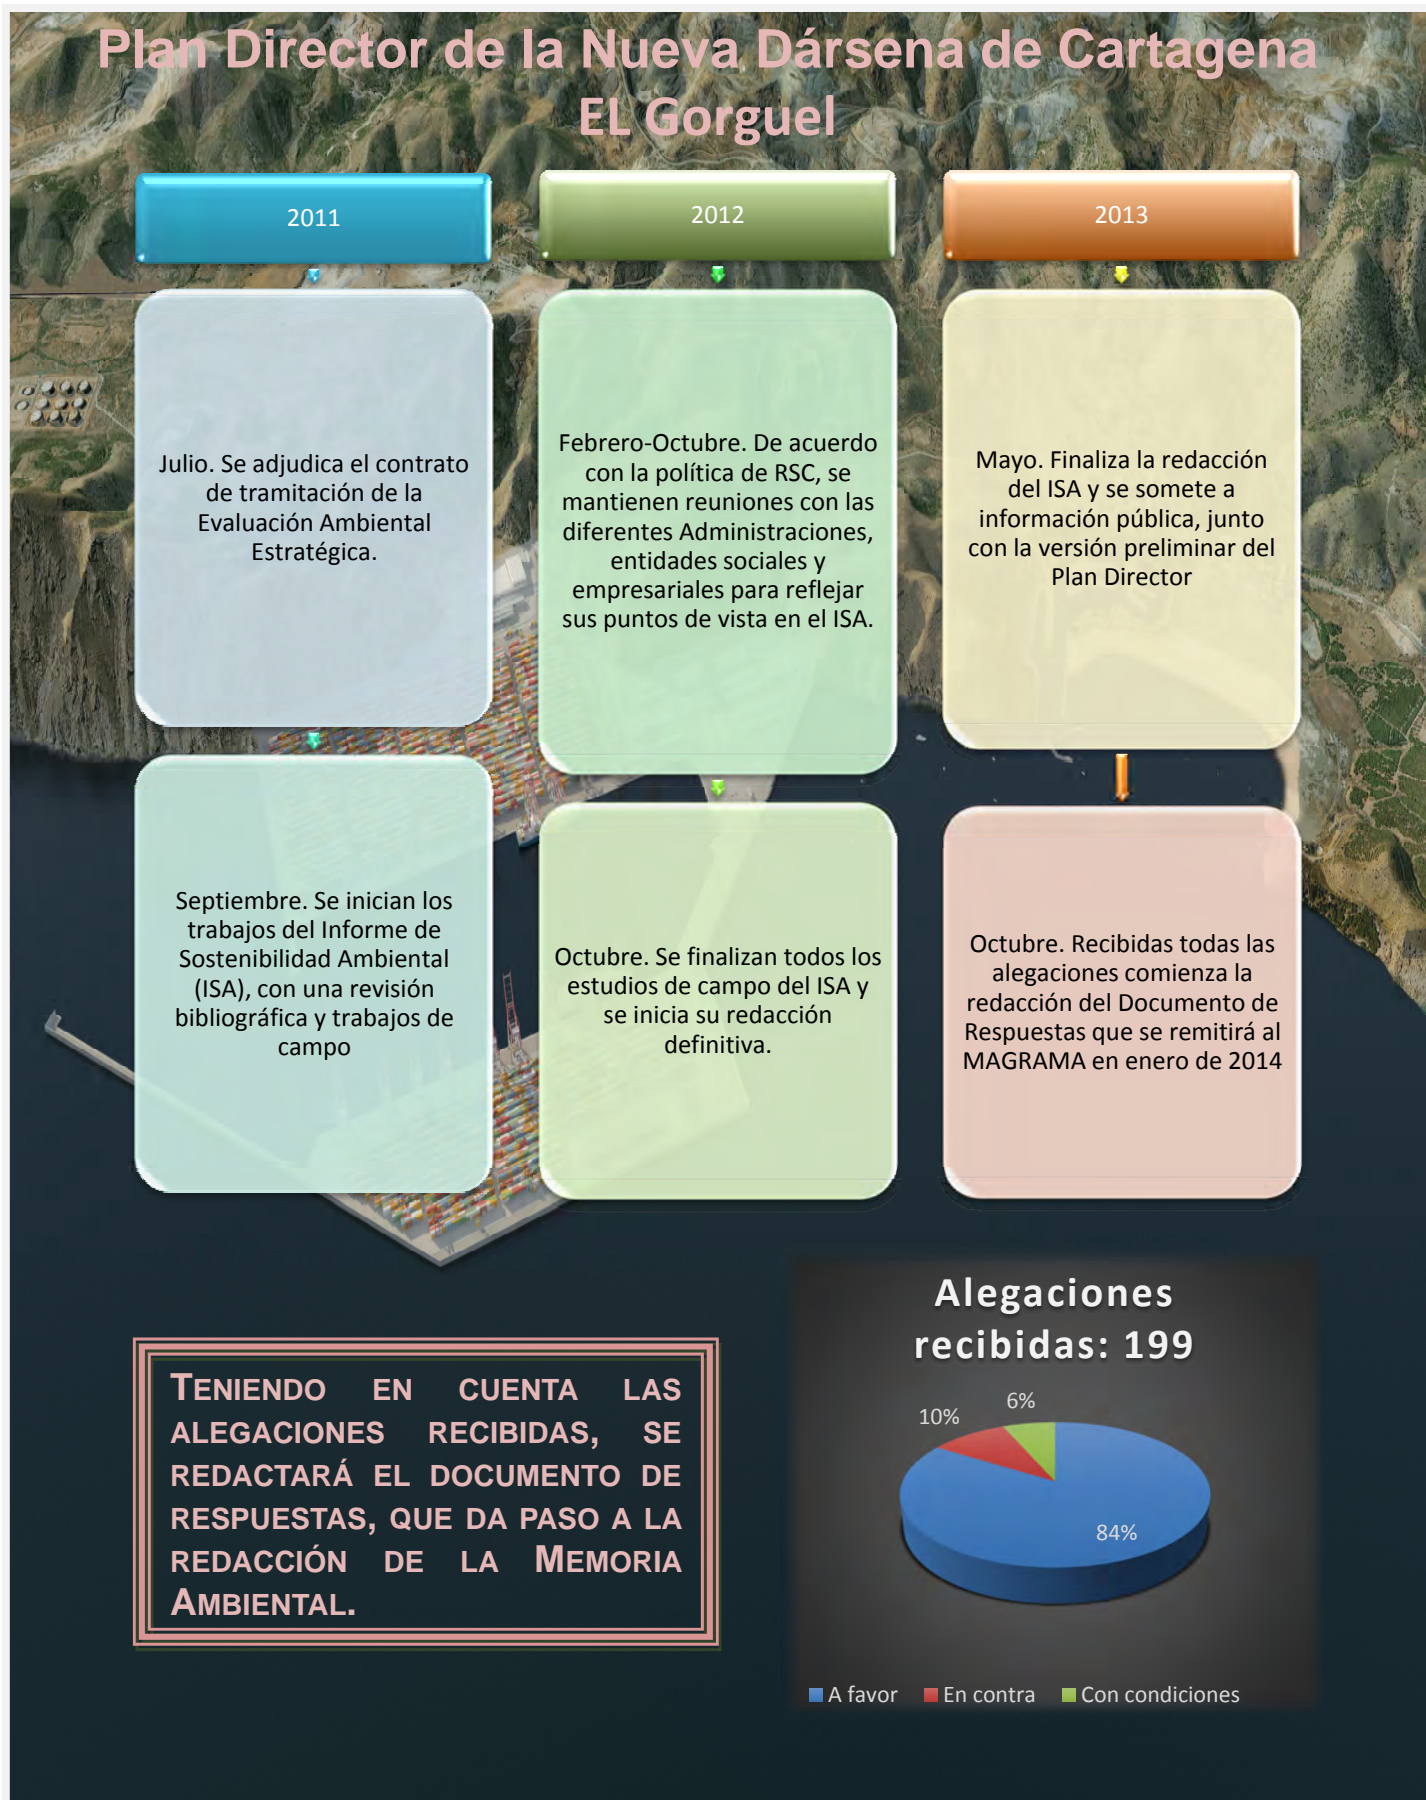 Plan Director de la Nueva Dársena de Cartagena
EL Gorguel
2011
Julio. Se adjudica el contrato
de tramitación de la
Evaluación Ambiental
Estratégica.
Septiembre. Se inician los
trabajos del Informe de
Sostenibilidad Ambiental
(ISA), con una revisión
bibliográfica y trabajos de
campo
2012
Febrero-Octubre. De acuerdo
con la política de RSC, se
mantienen reuniones con las
diferentes Administraciones,
entidades sociales y
empresariales para reflejar
sus puntos de vista en el ISA.
Octubre. Se finalizan todos los
estudios de campo del ISA y
se inicia su redacción
definitiva.
2013
Mayo. Finaliza la redacción
del ISA y se somete a
información pública, junto
con la versión preliminar del
Plan Director
Octubre. Recibidas todas las
alegaciones comienza la
redacción del Documento de
Respuestas que se remitirá al
MAGRAMA en enero de 2014
TENIENDO EN CUENTA LAS
ALEGACIONES RECIBIDAS, SE
REDACTARÁ EL DOCUMENTO DE
RESPUESTAS, QUE DA PASO A LA
REDACCIÓN DE LA MEMORIA
AMBIENTAL.
Alegaciones
recibidas: 199
6%
10%
84%
A favor
En contra
Con condiciones